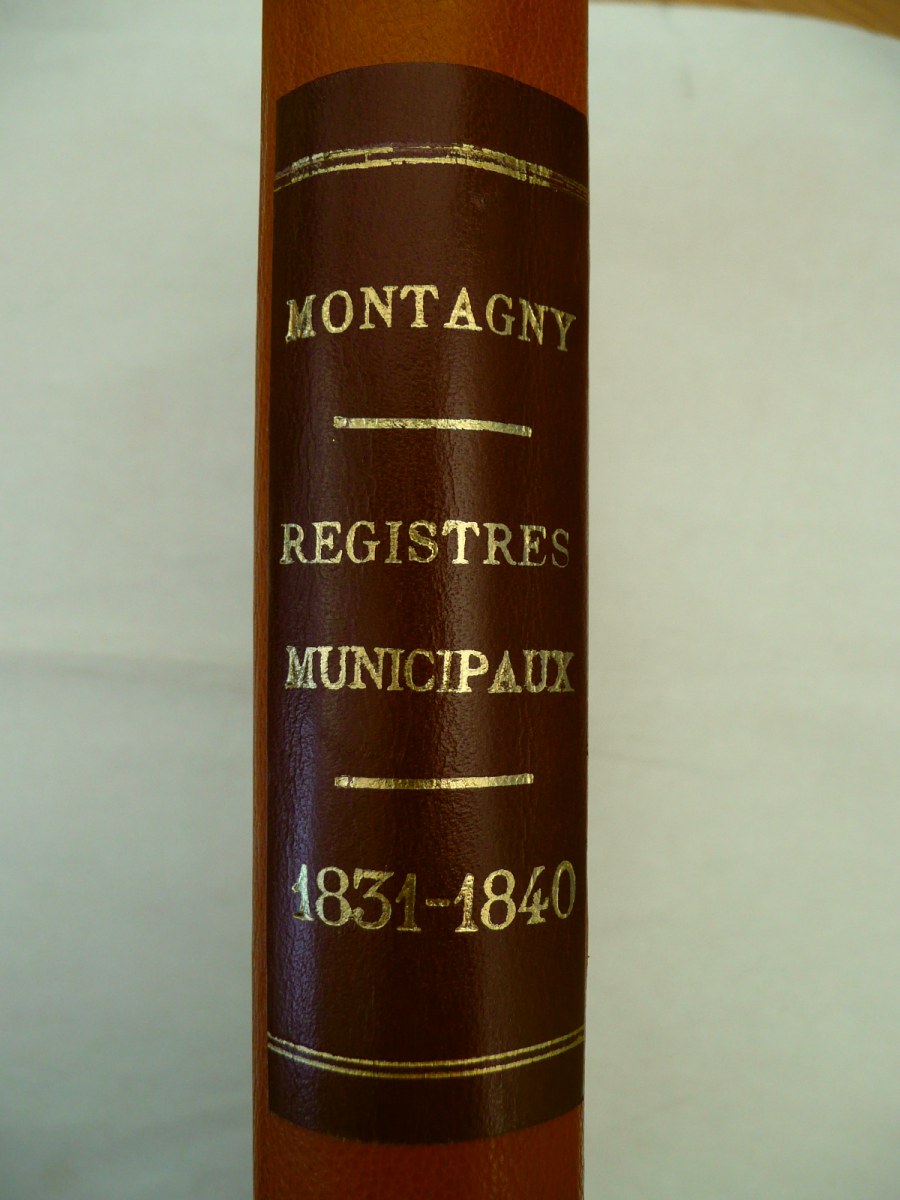 MONTAGNY
REGISTRES
MUNICIPAUX
1831-1840